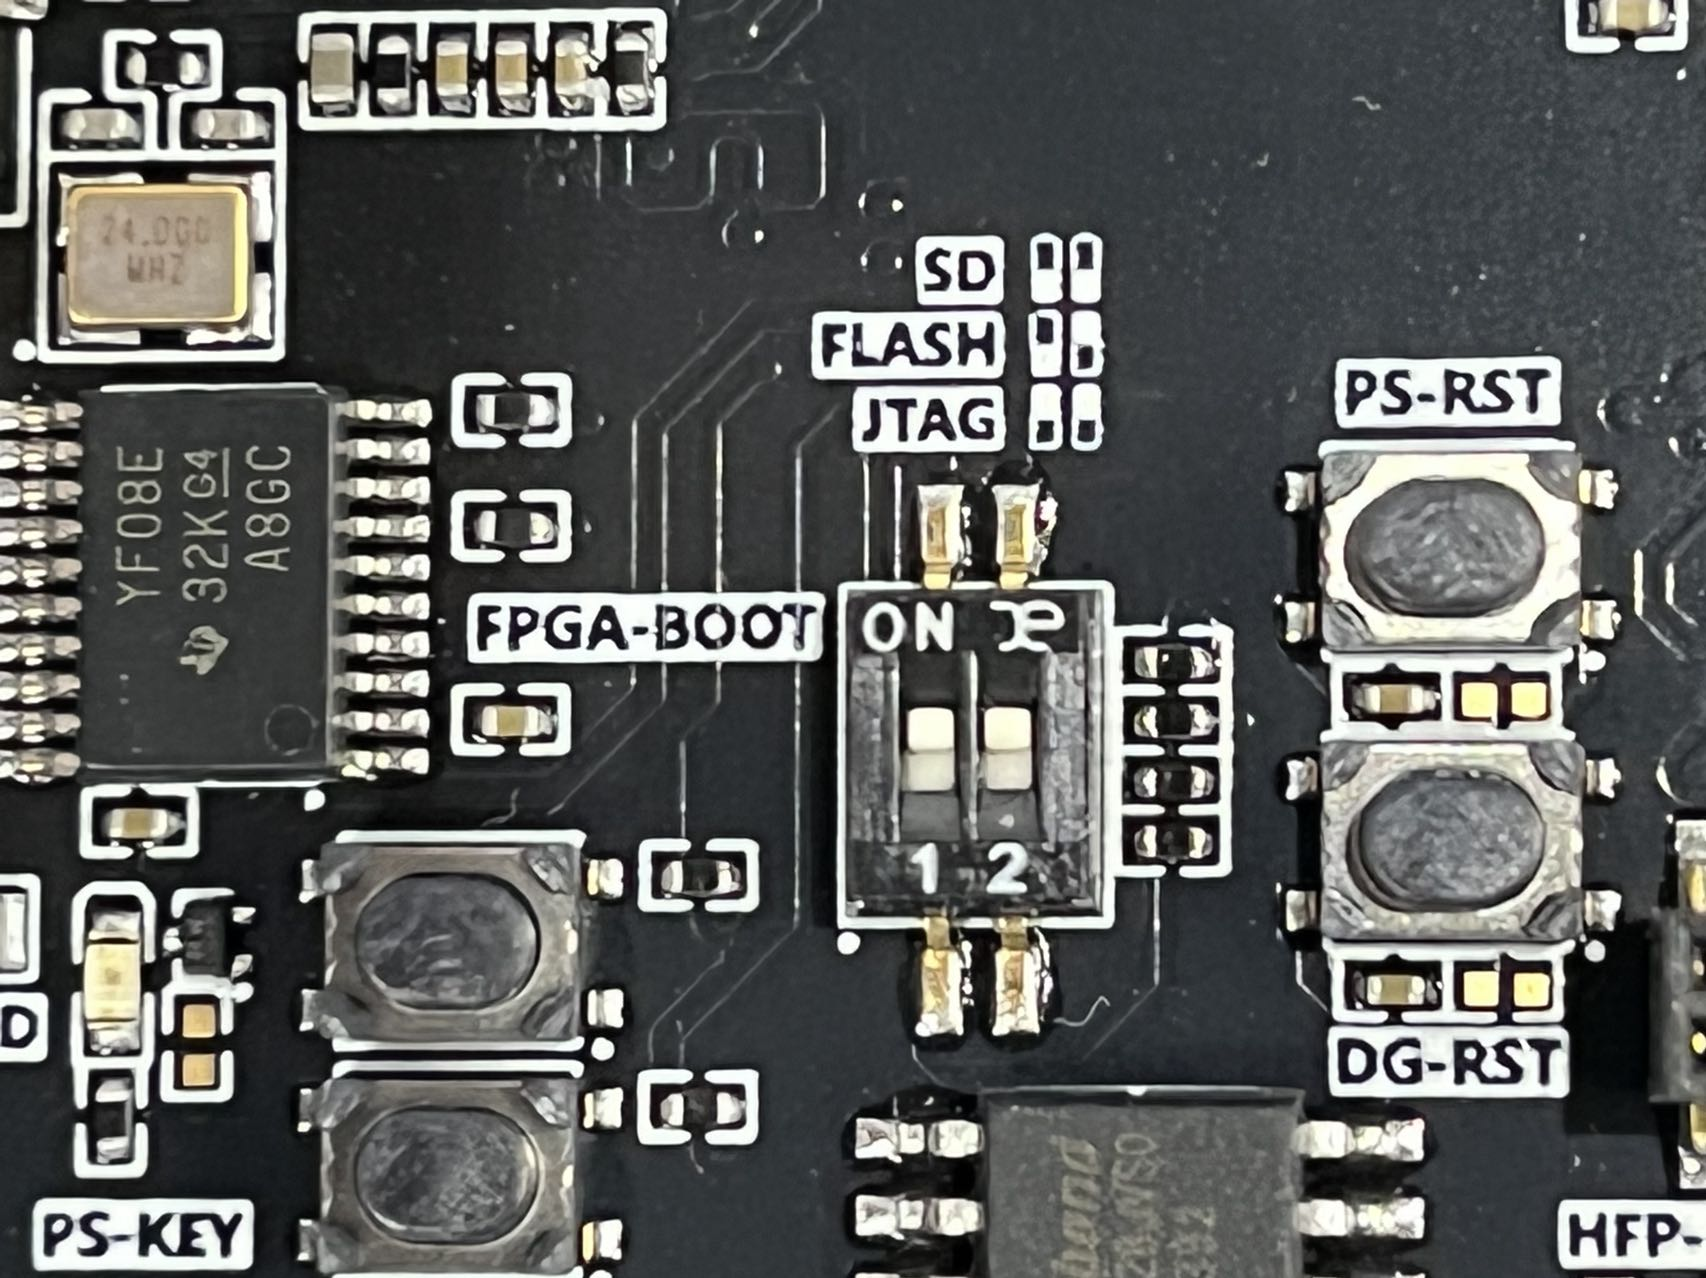 24.000
MHZ
SD
FLASH
JTAG
PS-RST
YF08E
32KG4
A8GC
FPGA-BOOT
ON
1 2
D
DG-RST
PS-KEY
HFP-